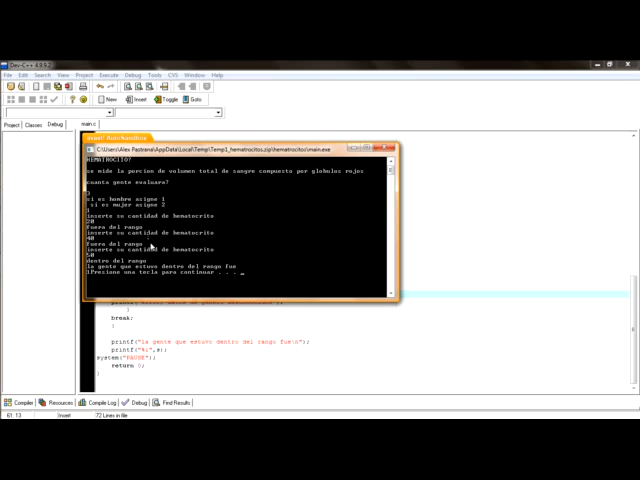 Dev-C++ 4.9.9.2
File Edit Search View Project Execute Debug Tools CVS Window Help
New Insert Toggle Goto
Project Classes Debug main.c
avast! Autosandbox
C:\Users\Alex Pastrana\AppData\Local\Temp\Temp1_hematrocitos.zip\hematrocitos\main.exe
HEMATROCITO?
se mide la porcion de volumen total de sangre compuesto por globulos rojos
cuanta gente evaluara?
3
si es hombre asigne 1
si es mujer asigne 2
1
inserte su cantidad de hematocrito
20
fuera del rango
inserte su cantidad de hematocrito
40
fuera del rango
inserte su cantidad de hematocrito
50
dentro del rango
la gente que estuvo dentro del rango fue
1Presione una tecla para continuar . . . _
}
break;
}
printf("la gente que estuvo dentro del rango fue\n");
printf("%i",s);
system("PAUSE");
return 0;
}
Compiler Resources Compile Log Debug Find Results
61: 13 Insert 72 Lines in file